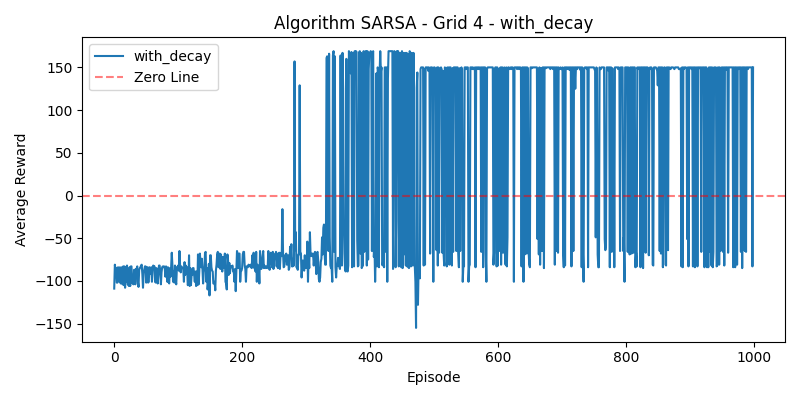 Algorithm SARSA - Grid 4 - with_decay
with_decay
Zero Line
Average Reward
150
100
50
0
−50
−100
−150
0
200
400
600
800
1000
Episode